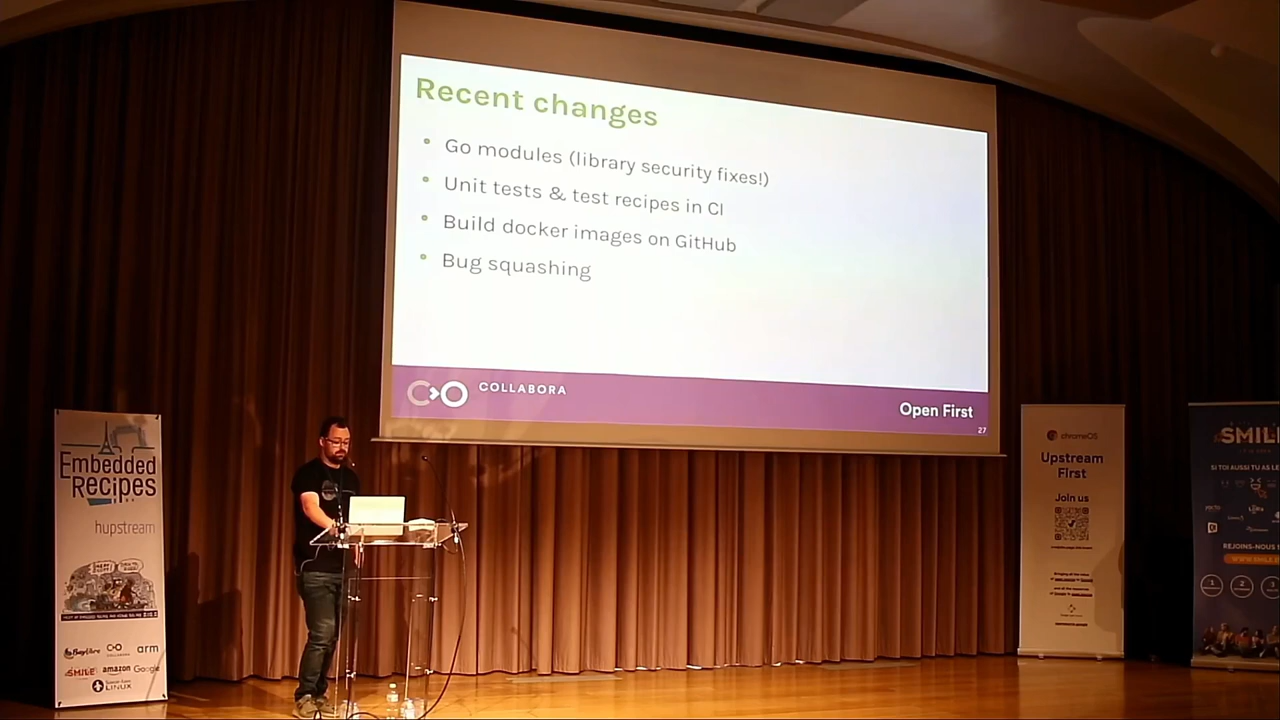 Recent changes
Go modules (library security fixes!)
Unit tests & test recipes in CI
Build docker images on GitHub
Bug squashing
COLLABORA
Open First
27
Embedded
Recipes
hupstream
arm
SMILE
amazon
Google
LINUX
chromeOS
Upstream
First
Join us
SMILE
SI TOI AUSSI TU AS LE
REJOINS-NOUS !